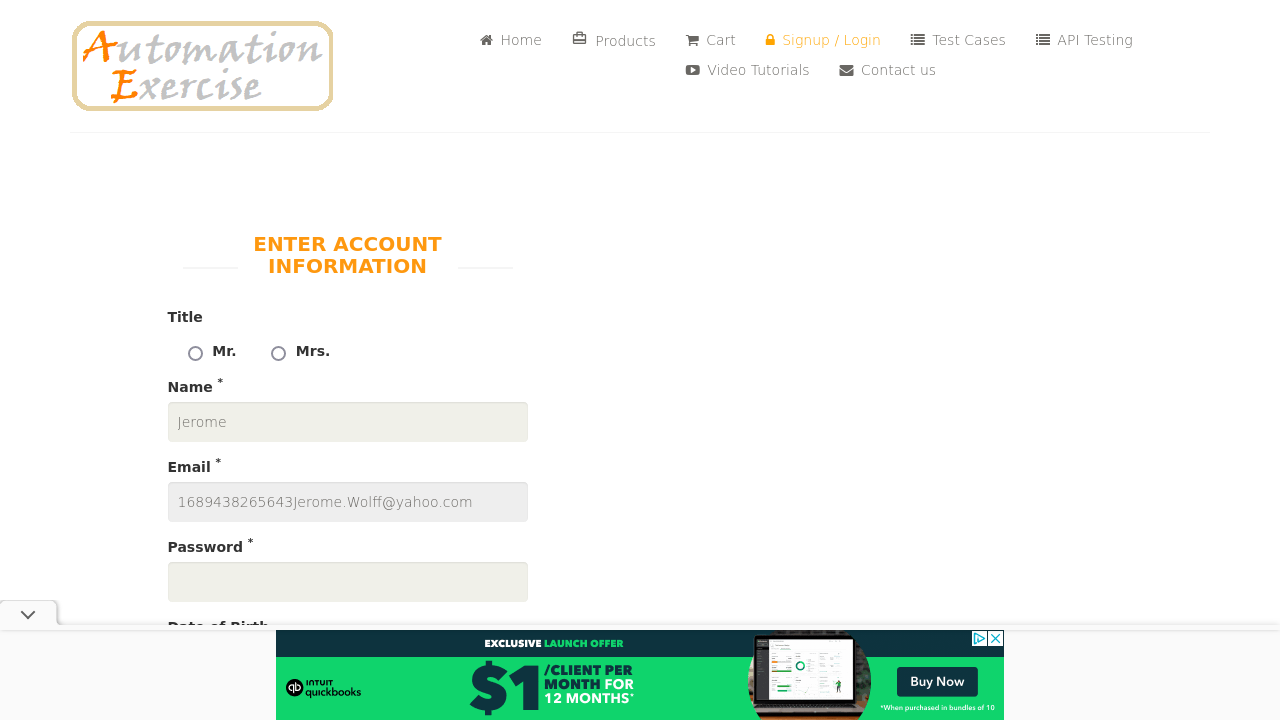 Automation
Exercise
Home
Products
Cart
Signup / Login
Test Cases
API Testing
Video Tutorials
Contact us
ENTER ACCOUNT
INFORMATION
Title
Mr.
Mrs.
Name *
Jerome
Email *
1689438265643Jerome.Wolff@yahoo.com
Password *
Date of Birth
EXCLUSIVE LAUNCH OFFER
INTUIT
quickbooks
$1
/CLIENT PER
MONTH FOR
12 MONTHS*
Buy Now
*When purchased in bundles of 10